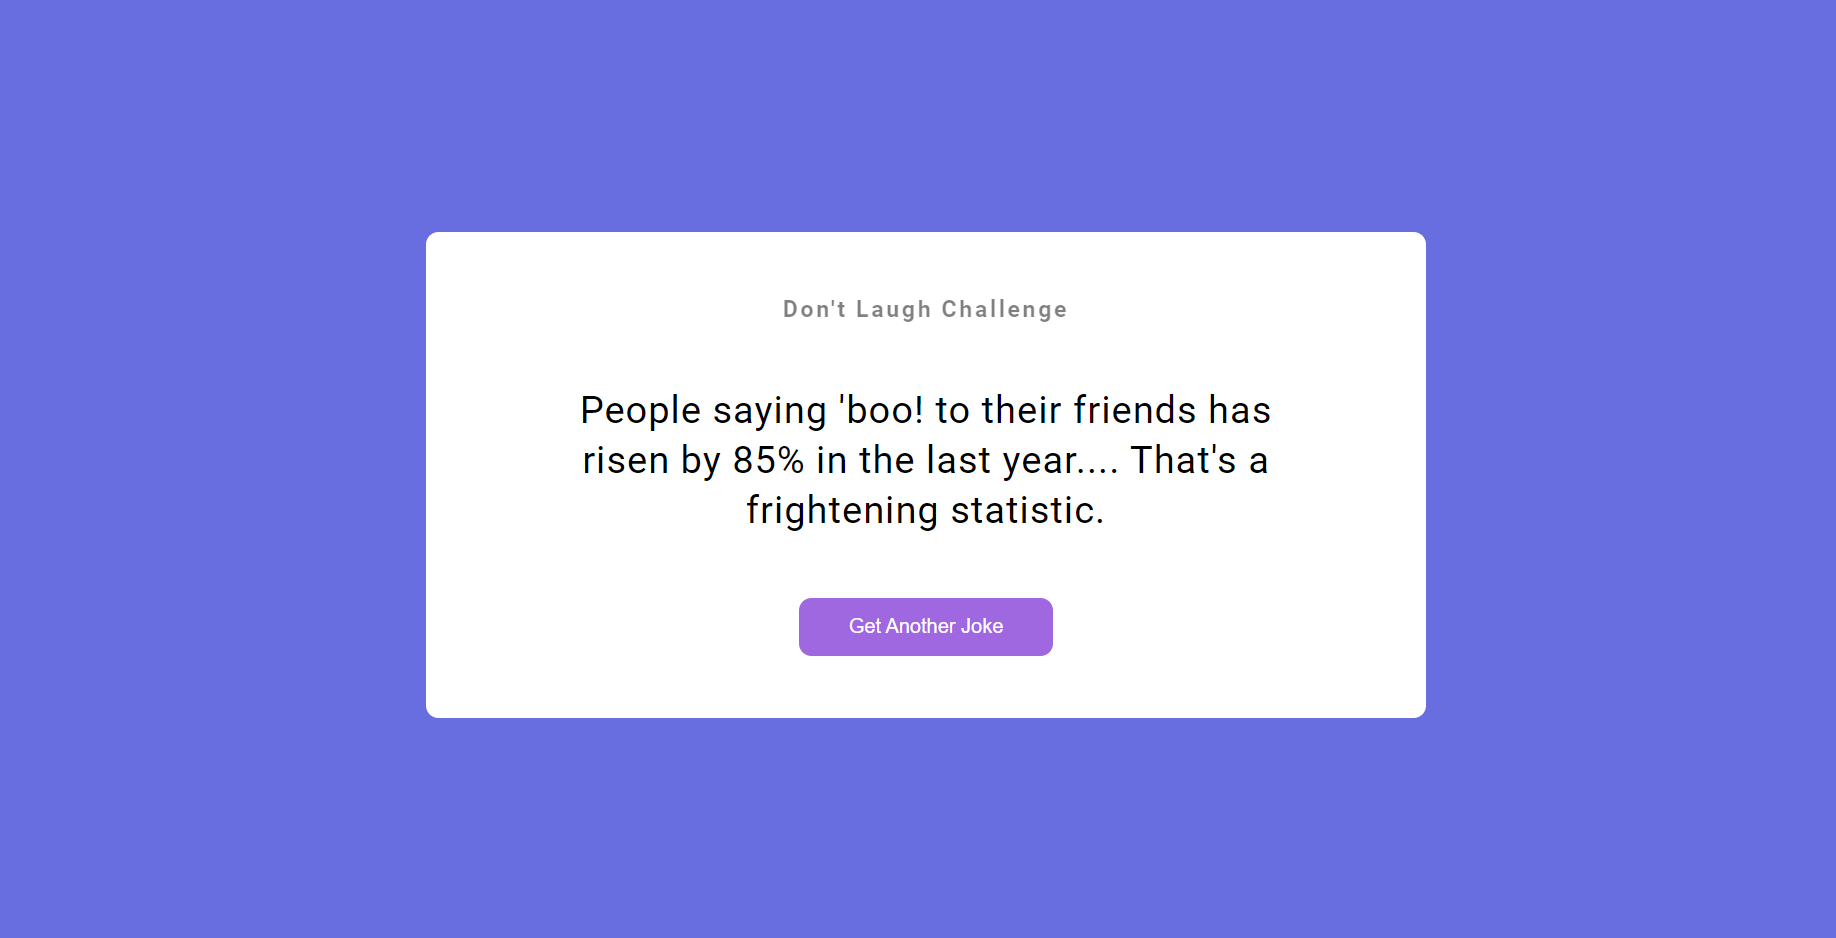 Don't Laugh Challenge
People saying 'boo! to their friends has
risen by 85% in the last year.... That's a
frightening statistic.
Get Another Joke